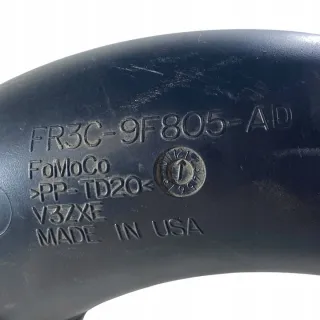 FR3C-9F805-AD
FoMoCo
>PP-TD20<
V3ZXE
MADE IN USA